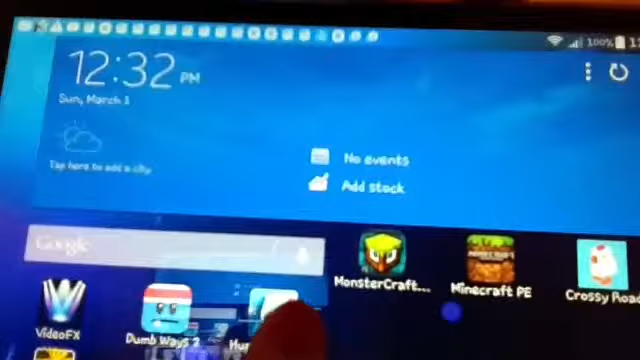 100%
12:32 PM
Sun, March 1
Tap here to add a city
No events
Add stock
Google
MonsterCraft...
Minecraft PE
Crossy Road
VideoFX
Dumb Ways 2